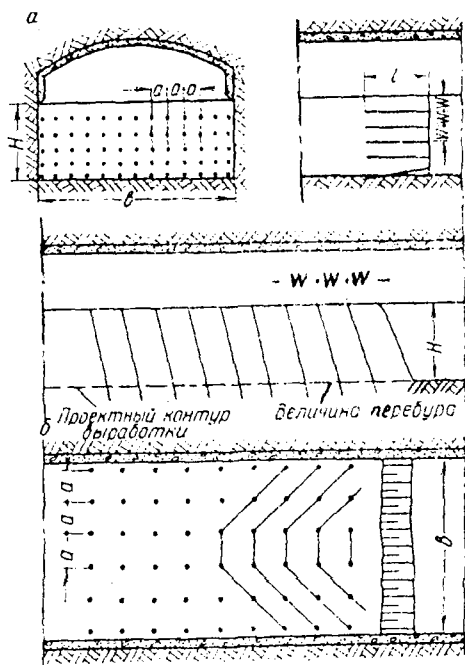 а
а а а
H
в
l
W W W
- W · W · W -
H
Проектный контур
выработки
Величина перебура
б
а
а
а
в